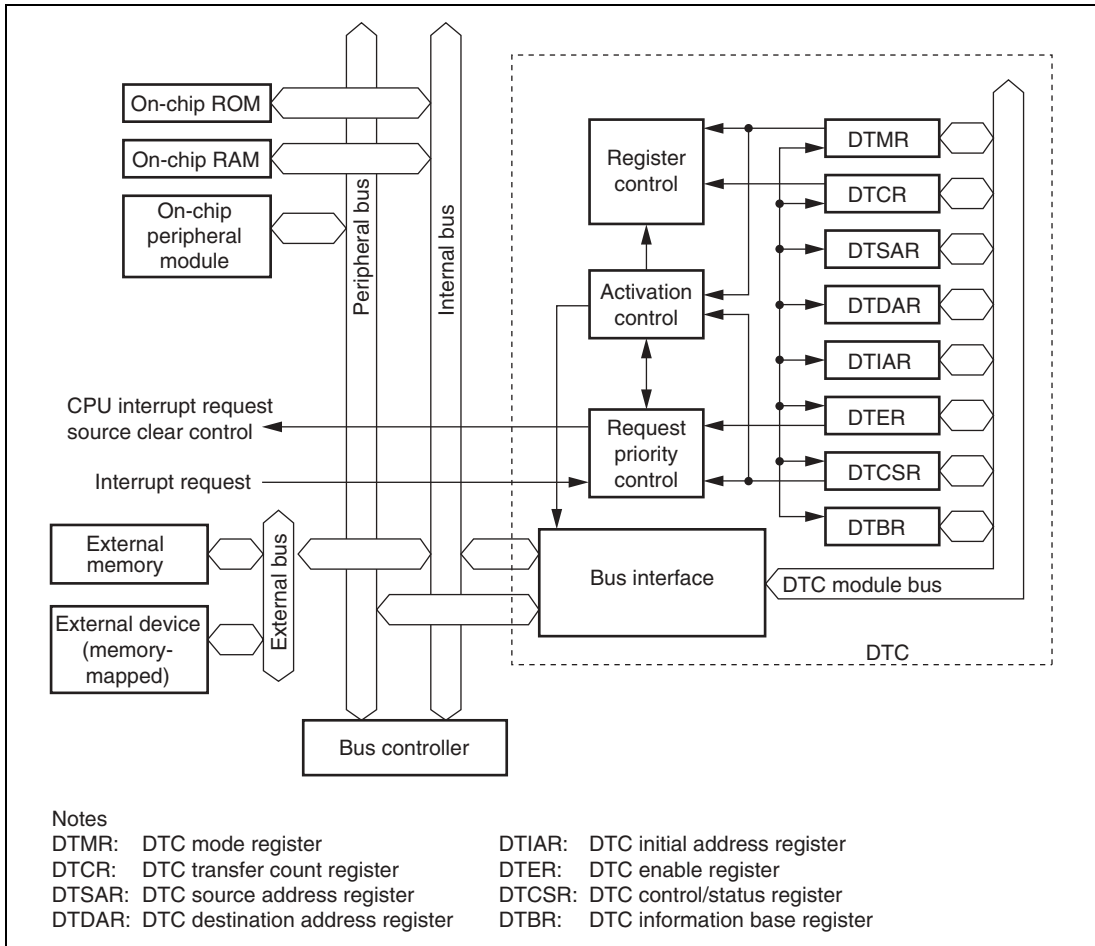 On-chip ROM
On-chip RAM
On-chip
peripheral
module
Peripheral bus
Internal bus
Register
control
Activation
control
Request
priority
control
DTMR
DTCR
DTSAR
DTDAR
DTIAR
DTER
DTCSR
DTBR
CPU interrupt request
source clear control
Interrupt request
External
memory
External device
(memory-
mapped)
External bus
Bus interface
DTC module bus
DTC
Bus controller
Notes
DTMR: DTC mode register
DTCR: DTC transfer count register
DTSAR: DTC source address register
DTDAR: DTC destination address register
DTIAR: DTC initial address register
DTER: DTC enable register
DTCSR: DTC control/status register
DTBR: DTC information base register